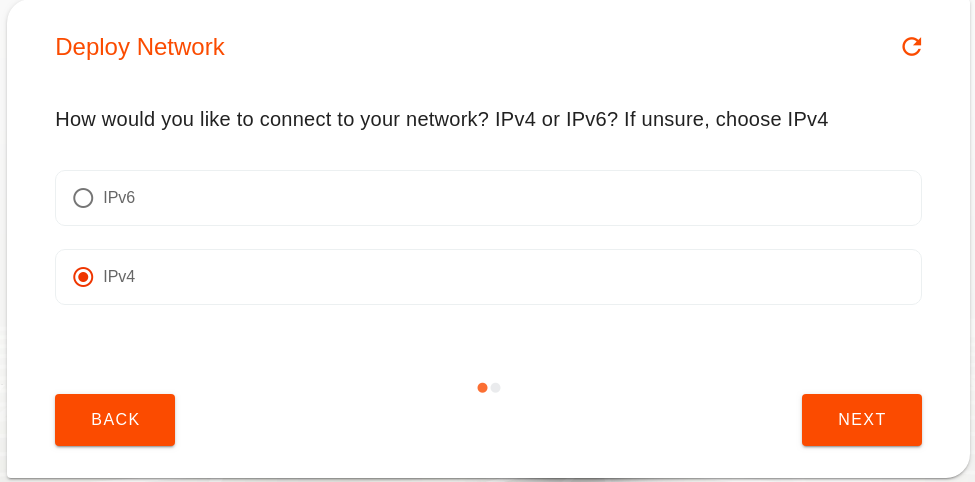 Deploy Network
How would you like to connect to your network? IPv4 or IPv6? If unsure, choose IPv4
IPv6
IPv4
BACK
NEXT